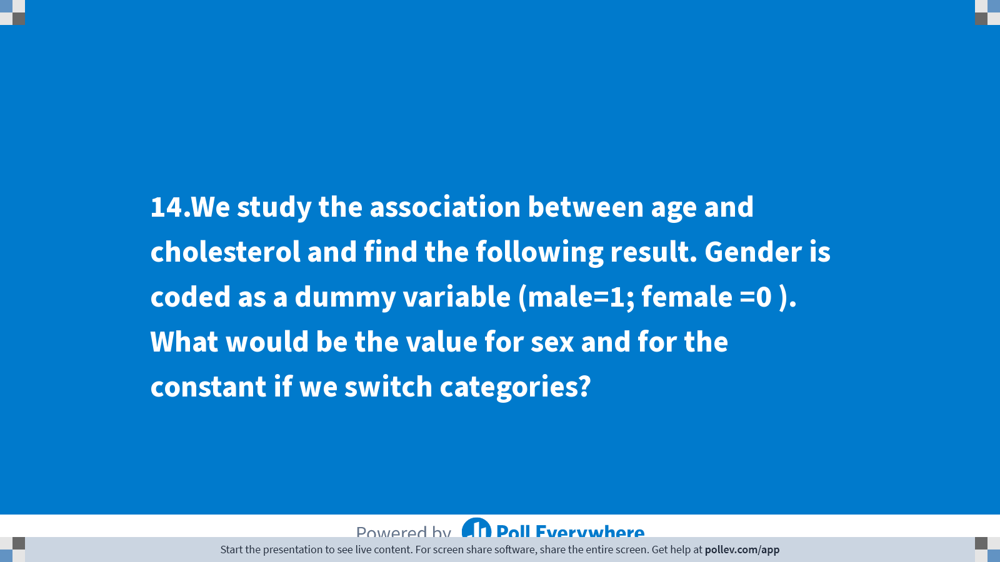 14.We study the association between age and
cholesterol and find the following result. Gender is
coded as a dummy variable (male=1; female =0 ).
What would be the value for sex and for the
constant if we switch categories?
Powered by Poll Everywhere
Start the presentation to see live content. For screen share software, share the entire screen. Get help at pollev.com/app